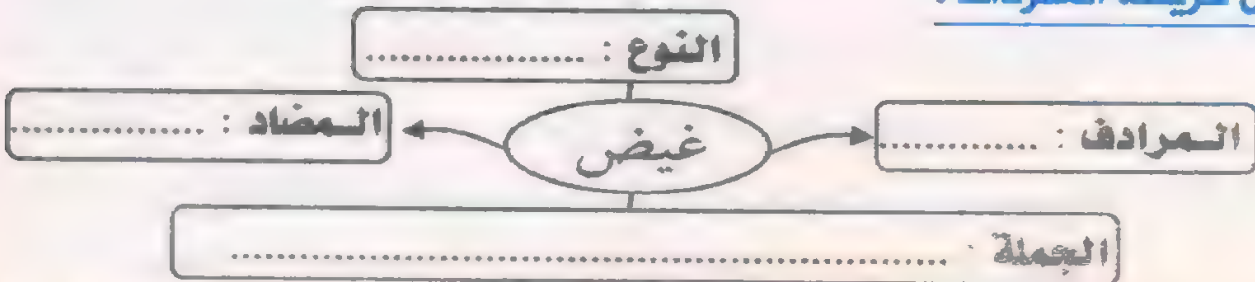 النوع : ..................
المرادف : .............
غيض
المضاد : ................
الجملة : ............................................................